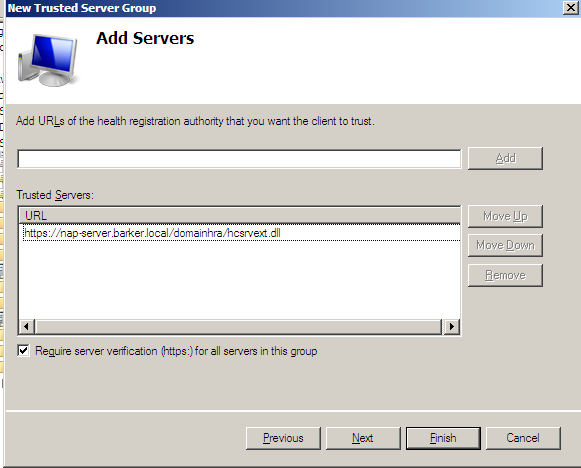 New Trusted Server Group
Add Servers
Add URLs of the health registration authority that you want the client to trust.
Add
Trusted Servers:
URL
https://nap-server.barker.local/domainhra/hcsrvext.dll
Move Up
Move Down
Remove
Require server verification (https:) for all servers in this group
Previous
Next
Finish
Cancel